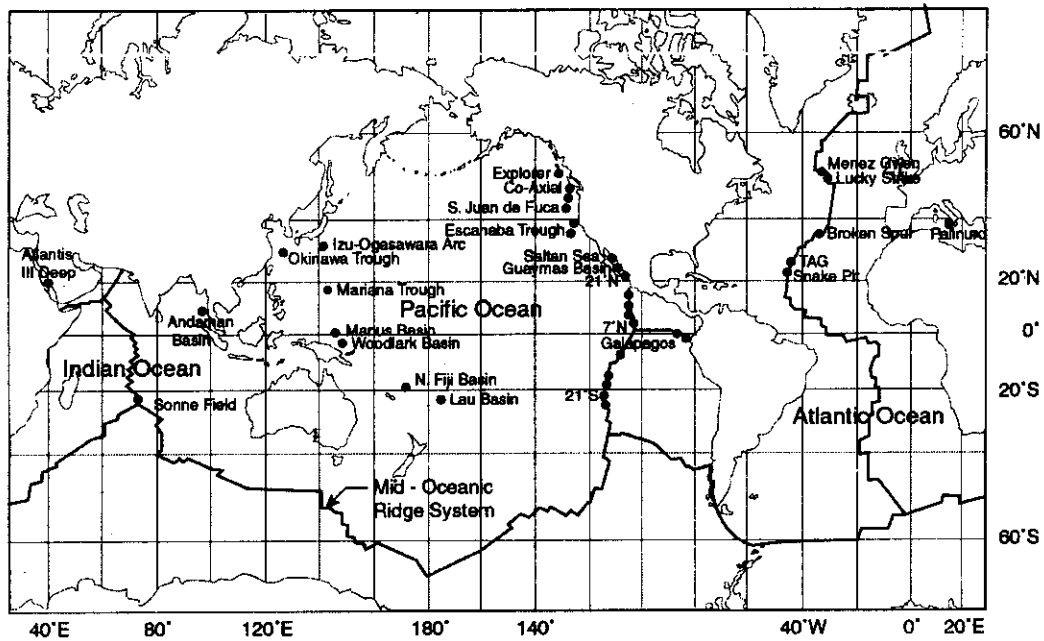 60°N
Menez Gwen
Lucky Strike
Explorer
Co-Axial
S. Juan de Fuca
Escanaba Trough
Broken Spur
Palinuro
Izu-Ogasawara Arc
Okinawa Trough
Atlantis
III Deep
Saltan Sea
Guaymas Basin
21°N
TAG
Snake Pit
20°N
Mariana Trough
Pacific Ocean
Andaman
Basin
Manus Basin
Woodlark Basin
7°N
Galapagos
0°
Indian Ocean
N. Fiji Basin
Lau Basin
Sonne Field
21°S
20°S
Atlantic Ocean
Mid - Oceanic
Ridge System
60°S
40°E
80°
120°E
180°
140°
40°W
0°
20°E